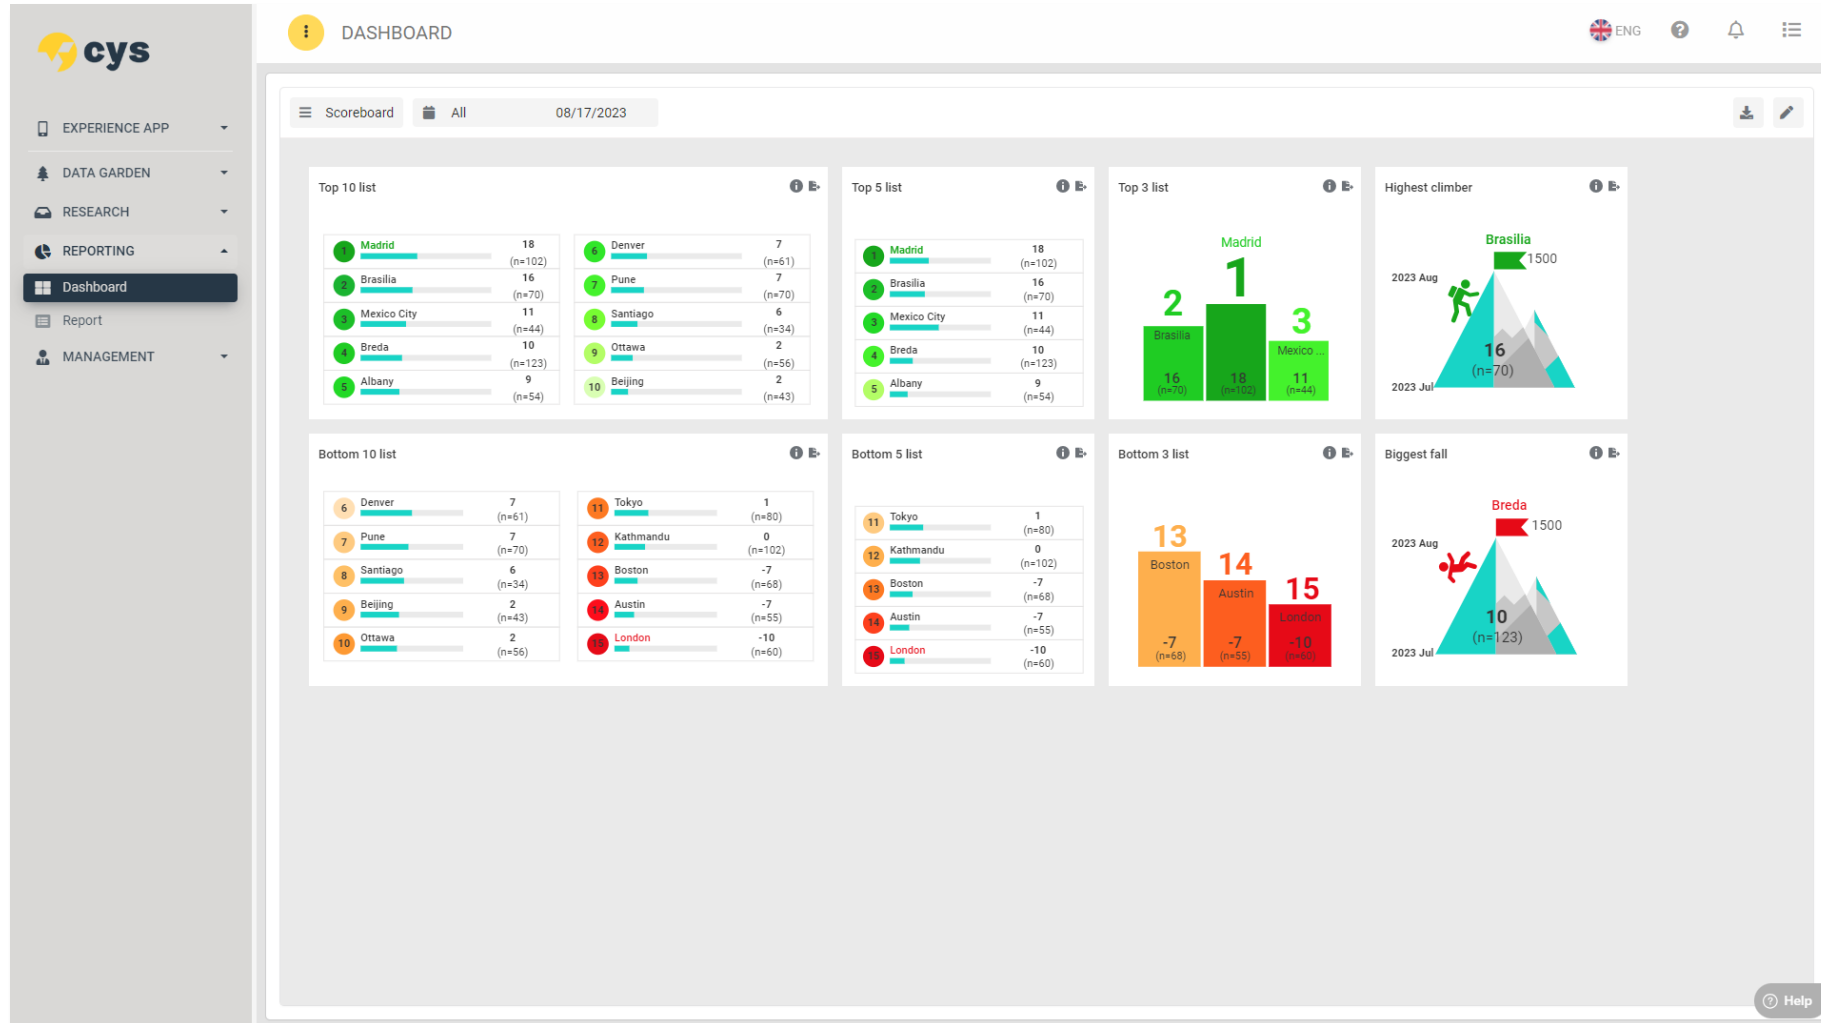 cys
DASHBOARD
ENG
EXPERIENCE APP
DATA GARDEN
RESEARCH
REPORTING
Dashboard
Report
MANAGEMENT
Scoreboard
All
08/17/2023
Top 10 list
1 Madrid 18
(n=102)
2 Brasilia 16
(n=70)
3 Mexico City 11
(n=44)
4 Breda 10
(n=123)
5 Albany 9
(n=54)
6 Denver 7
(n=61)
7 Pune 7
(n=70)
8 Santiago 6
(n=34)
9 Ottawa 2
(n=56)
10 Beijing 2
(n=43)
Top 5 list
1 Madrid 18
(n=102)
2 Brasilia 16
(n=70)
3 Mexico City 11
(n=44)
4 Breda 10
(n=123)
5 Albany 9
(n=54)
Top 3 list
Madrid
1
2
3
Brasilia
Mexico ...
16 18 11
(n=70) (n=102) (n=44)
Highest climber
Brasilia
1500
2023 Aug
16
(n=70)
2023 Jul
Bottom 10 list
6 Denver 7
(n=61)
7 Pune 7
(n=70)
8 Santiago 6
(n=34)
9 Beijing 2
(n=43)
10 Ottawa 2
(n=56)
11 Tokyo 1
(n=80)
12 Kathmandu 0
(n=102)
13 Boston -7
(n=68)
14 Austin -7
(n=55)
15 London -10
(n=60)
Bottom 5 list
11 Tokyo 1
(n=80)
12 Kathmandu 0
(n=102)
13 Boston -7
(n=68)
14 Austin -7
(n=55)
15 London -10
(n=60)
Bottom 3 list
13
Boston
14
Austin
15
London
-7 -7 -10
(n=68) (n=55) (n=60)
Biggest fall
Breda
1500
2023 Aug
10
(n=123)
2023 Jul
Help